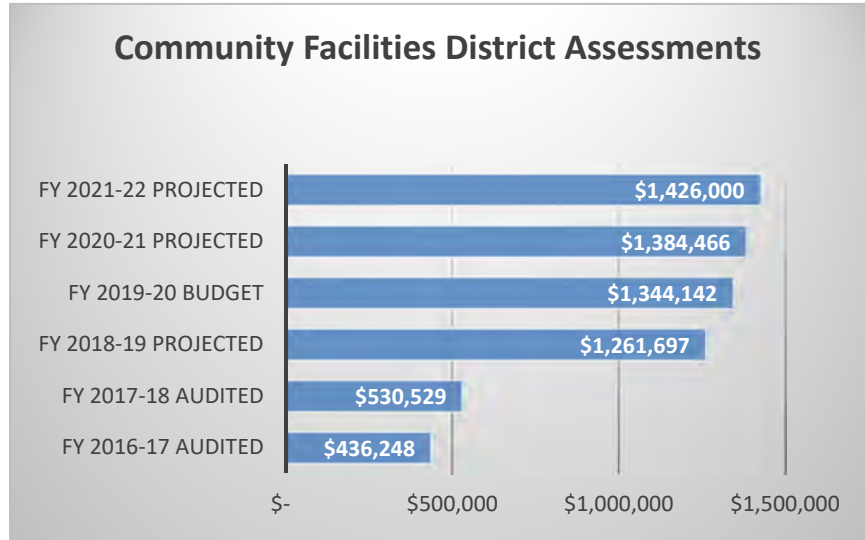 Community Facilities District Assessments
FY 2021-22 PROJECTED $1,426,000
FY 2020-21 PROJECTED $1,384,466
FY 2019-20 BUDGET $1,344,142
FY 2018-19 PROJECTED $1,261,697
FY 2017-18 AUDITED $530,529
FY 2016-17 AUDITED $436,248
$- $500,000 $1,000,000 $1,500,000